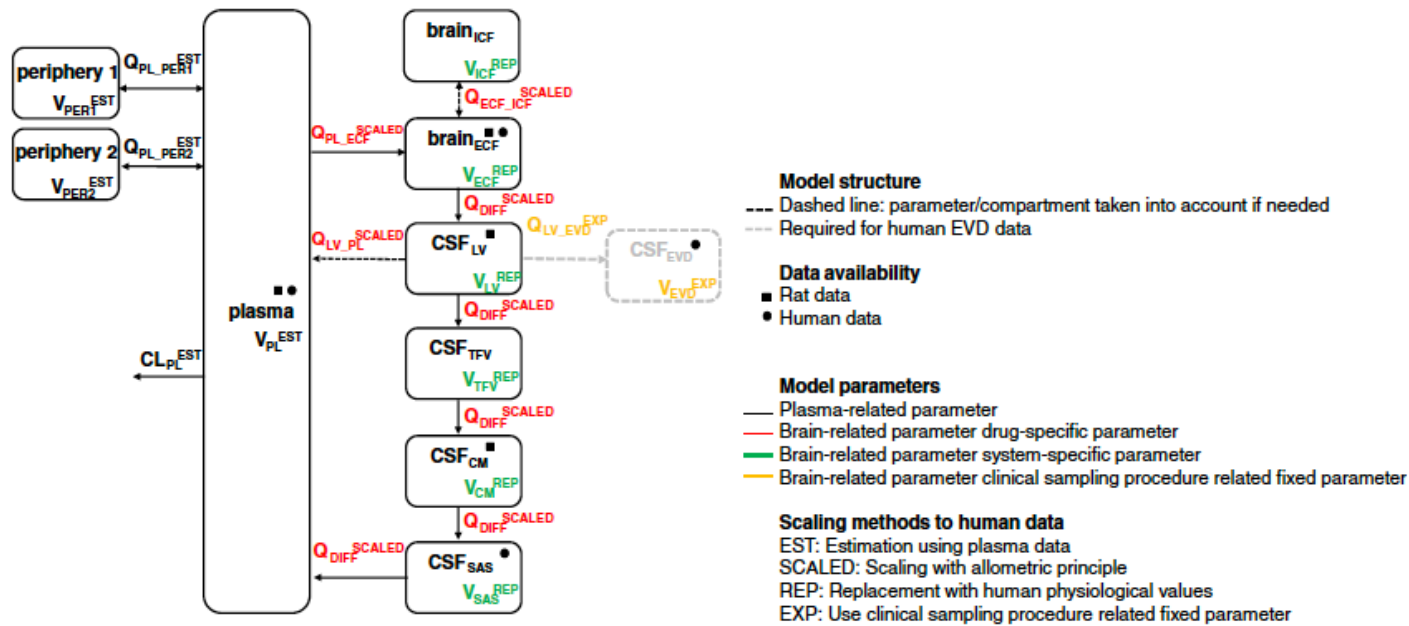 periphery 1
V_PER1^EST
Q_PL_PER1^EST
periphery 2
V_PER2^EST
Q_PL_PER2^EST
plasma
V_PL^EST
CL_PL^EST
brain_ICF
V_ICF^REP
Q_ECF_ICF^SCALED
Q_PL_ECF^SCALED
brain_ECF
V_ECF^REP
Q_DIFF^SCALED
Q_LV_PL^SCALED
CSF_LV
V_LV^REP
Q_LV_EVD^EXP
CSF_EVD
V_EVD^EXP
Q_DIFF^SCALED
CSF_TFV
V_TFV^REP
Q_DIFF^SCALED
CSF_CM
V_CM^REP
Q_DIFF^SCALED
Q_DIFF^SCALED
CSF_SAS
V_SAS^REP
Model structure
Dashed line: parameter/compartment taken into account if needed
Required for human EVD data
Data availability
Rat data
Human data
Model parameters
Plasma-related parameter
Brain-related parameter drug-specific parameter
Brain-related parameter system-specific parameter
Brain-related parameter clinical sampling procedure related fixed parameter
Scaling methods to human data
EST: Estimation using plasma data
SCALED: Scaling with allometric principle
REP: Replacement with human physiological values
EXP: Use clinical sampling procedure related fixed parameter